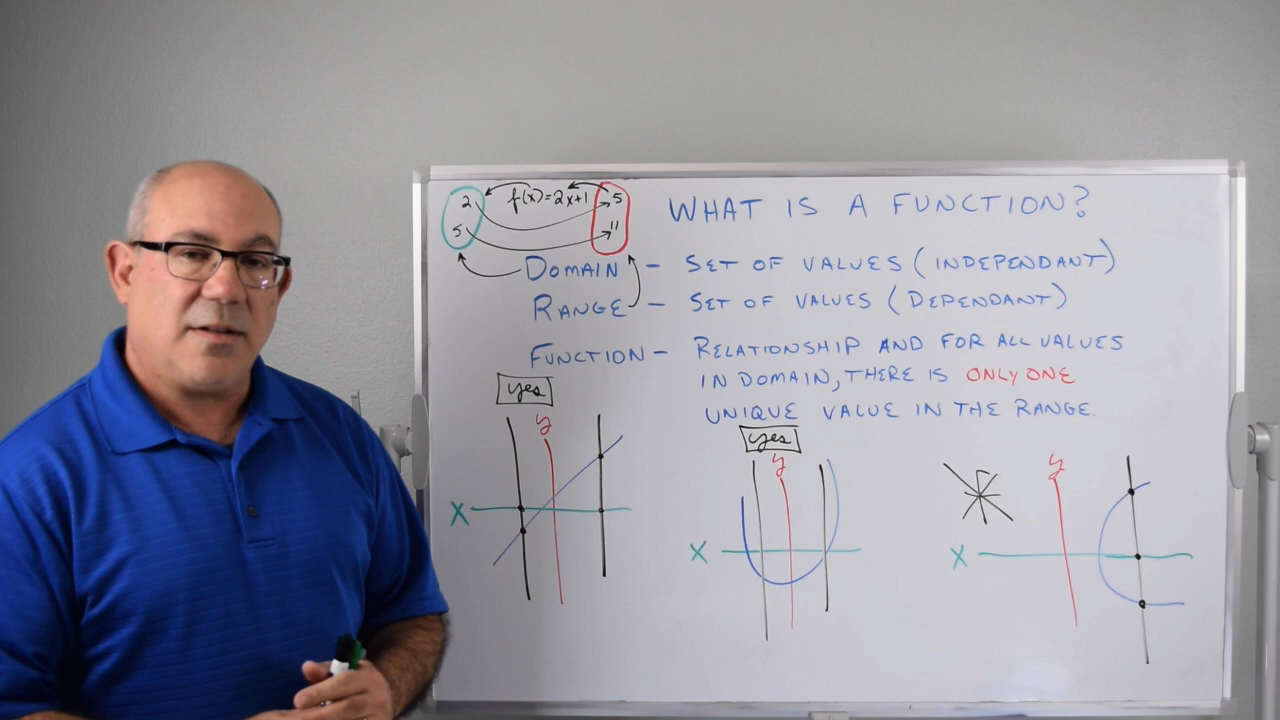 2 f(x)=2x+1 5
5 11
WHAT IS A FUNCTION?
DOMAIN - SET OF VALUES (INDEPENDANT)
RANGE - SET OF VALUES (DEPENDANT)
FUNCTION - RELATIONSHIP AND FOR ALL VALUES
IN DOMAIN, THERE IS ONLY ONE
UNIQUE VALUE IN THE RANGE.
yes
y
X
yes
y
X
y
X